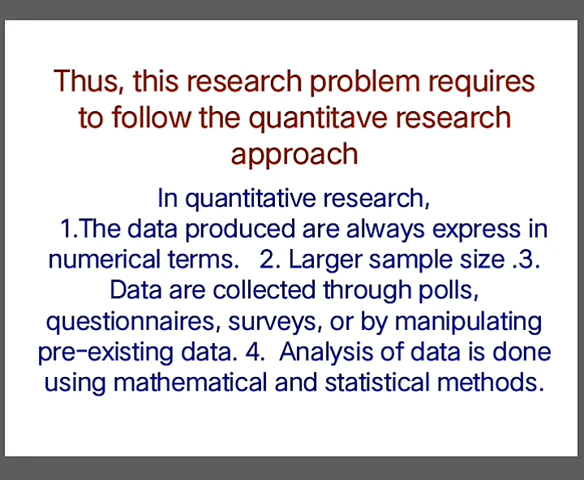 Thus, this research problem requires
to follow the quantitave research
approach
In quantitative research,
1.The data produced are always express in
numerical terms. 2. Larger sample size .3.
Data are collected through polls,
questionnaires, surveys, or by manipulating
pre-existing data. 4. Analysis of data is done
using mathematical and statistical methods.